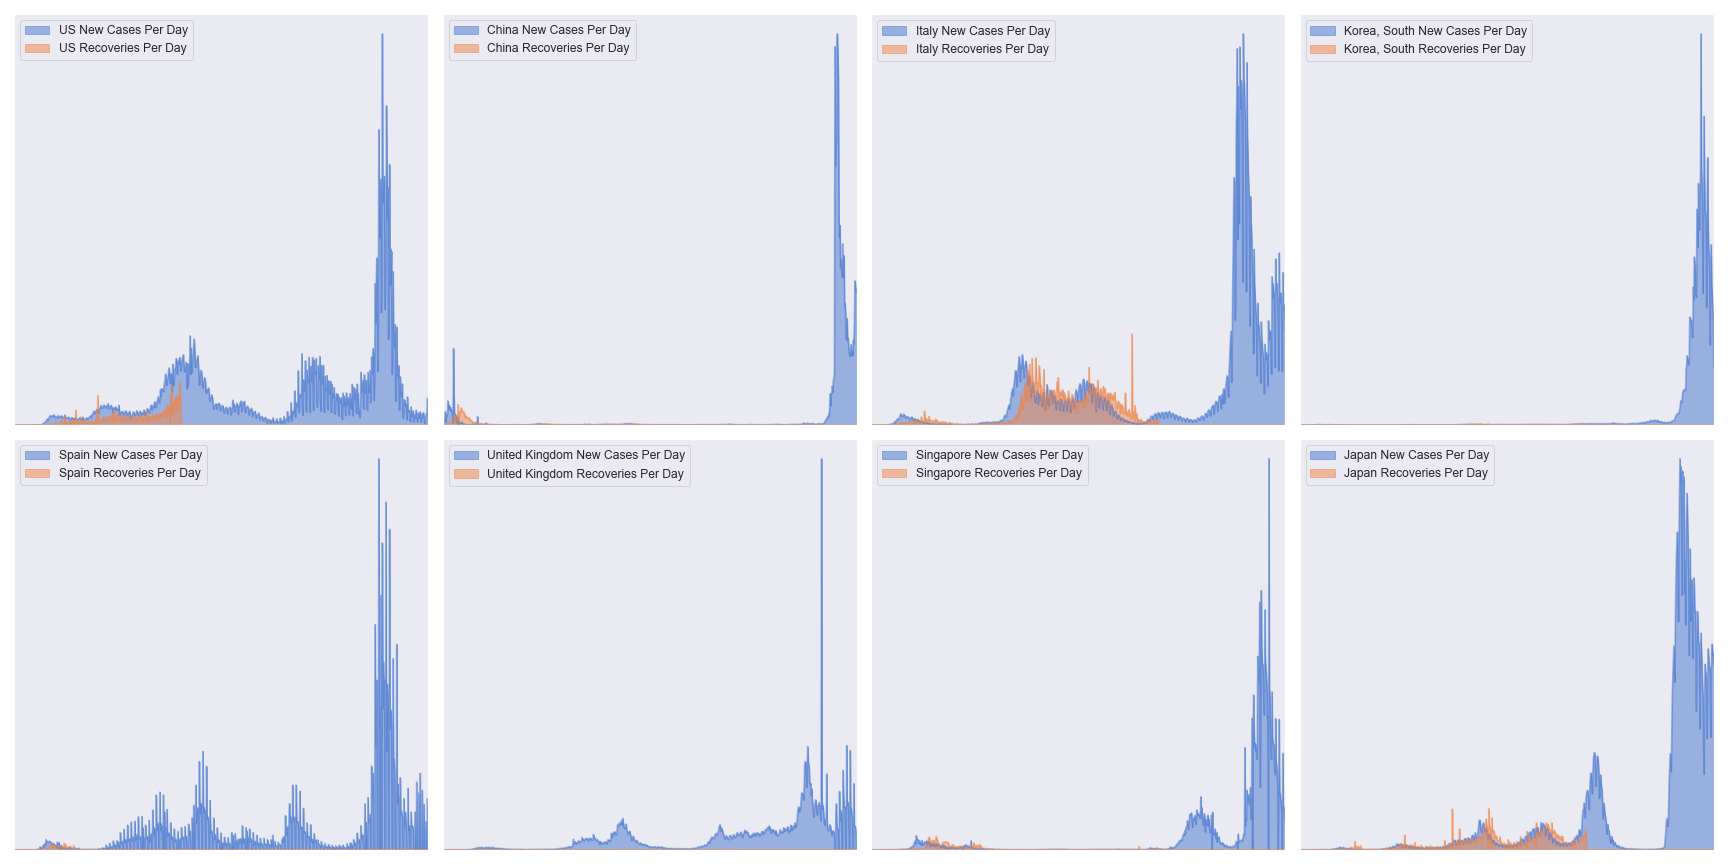 US New Cases Per Day
US Recoveries Per Day
China New Cases Per Day
China Recoveries Per Day
Italy New Cases Per Day
Italy Recoveries Per Day
Korea, South New Cases Per Day
Korea, South Recoveries Per Day
Spain New Cases Per Day
Spain Recoveries Per Day
United Kingdom New Cases Per Day
United Kingdom Recoveries Per Day
Singapore New Cases Per Day
Singapore Recoveries Per Day
Japan New Cases Per Day
Japan Recoveries Per Day